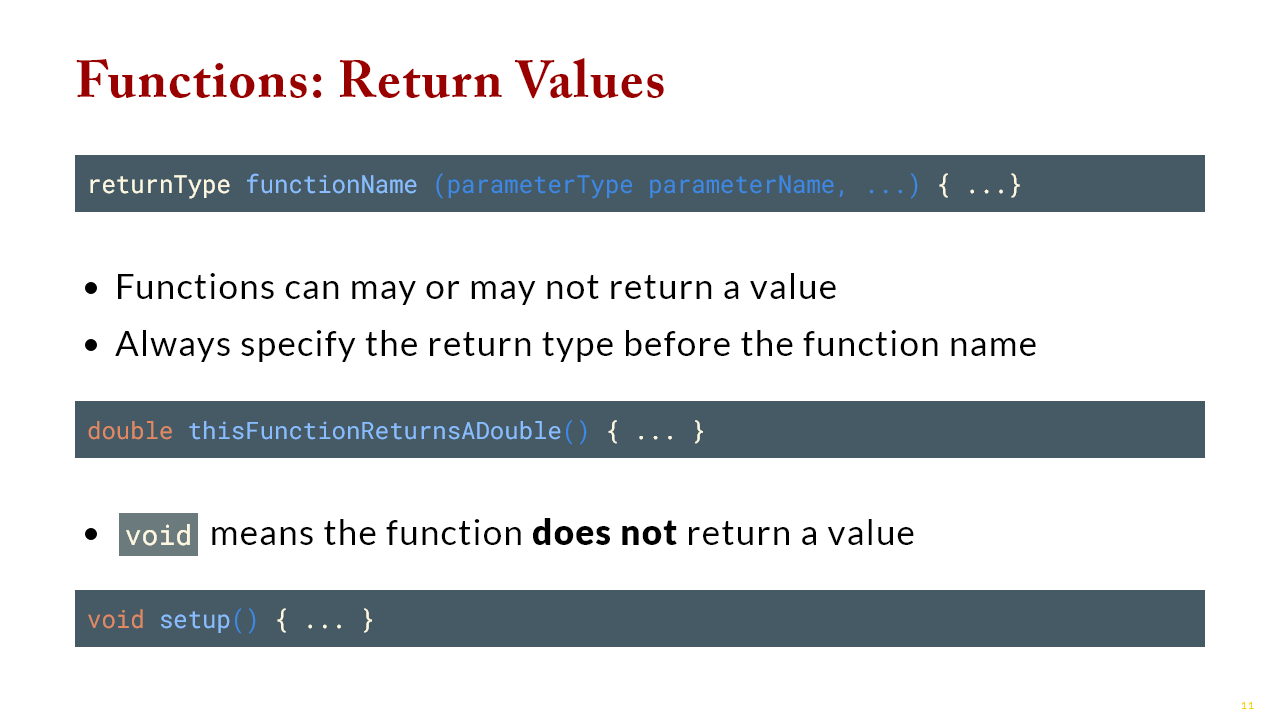 Functions: Return Values
returnType functionName (parameterType parameterName, ...) { ...}
• Functions can may or may not return a value
• Always specify the return type before the function name
double thisFunctionReturnsADouble() { ... }
• void means the function does not return a value
void setup() { ... }
11